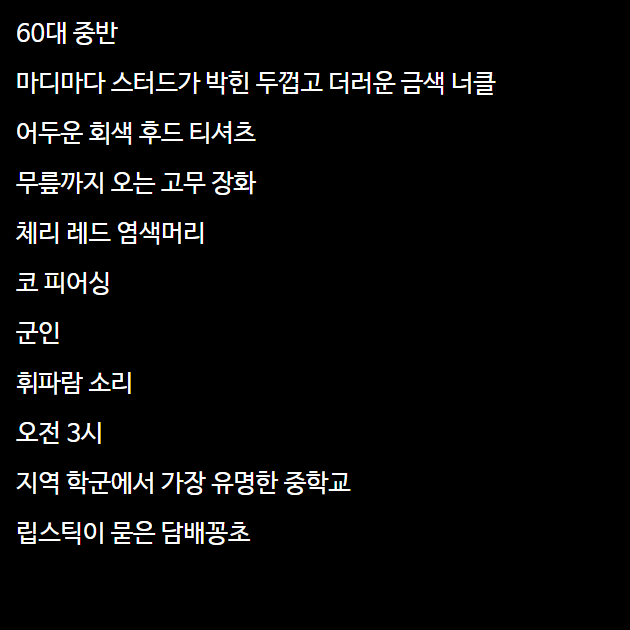 60대 중반
마디마다 스터드가 박힌 두껍고 더러운 금색 너클
어두운 회색 후드 티셔츠
무릎까지 오는 고무 장화
체리 레드 염색머리
코 피어싱
군인
휘파람 소리
오전 3시
지역 학군에서 가장 유명한 중학교
립스틱이 묻은 담배꽁초